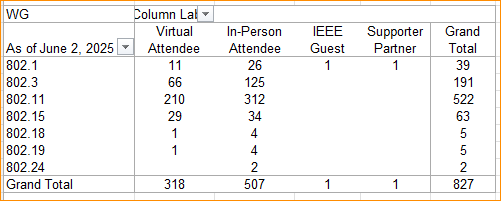 WG Column Lab
As of June 2, 2025 Virtual Attendee In-Person Attendee IEEE Guest Supporter Partner Grand Total
802.1 11 26 1 1 39
802.3 66 125 191
802.11 210 312 522
802.15 29 34 63
802.18 1 4 5
802.19 1 4 5
802.24 2 2
Grand Total 318 507 1 1 827